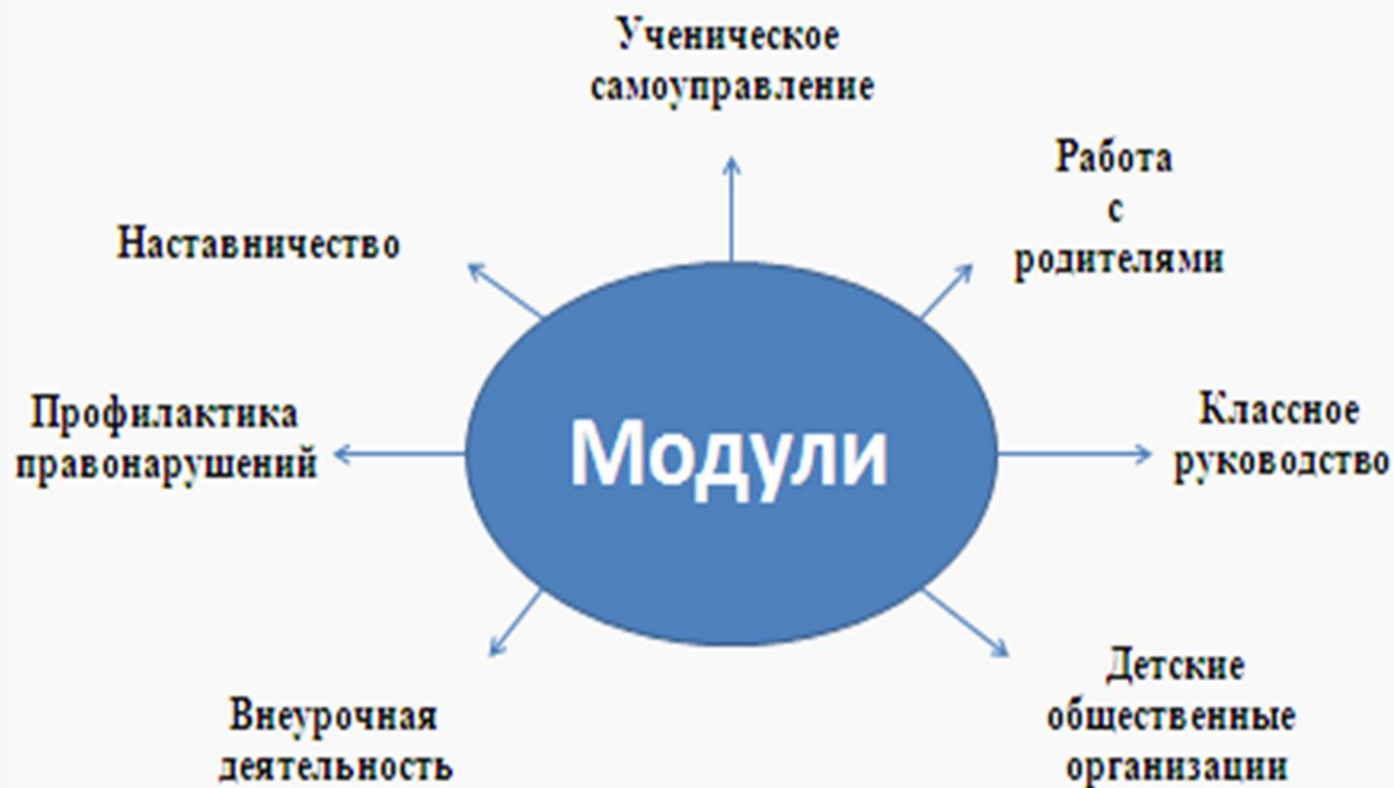 Ученическое
самоуправление
Работа
с
родителями
Наставничество
Классное
руководство
Профилактика
правонарушений
Модули
Детские
общественные
организации
Внеурочная
деятельность